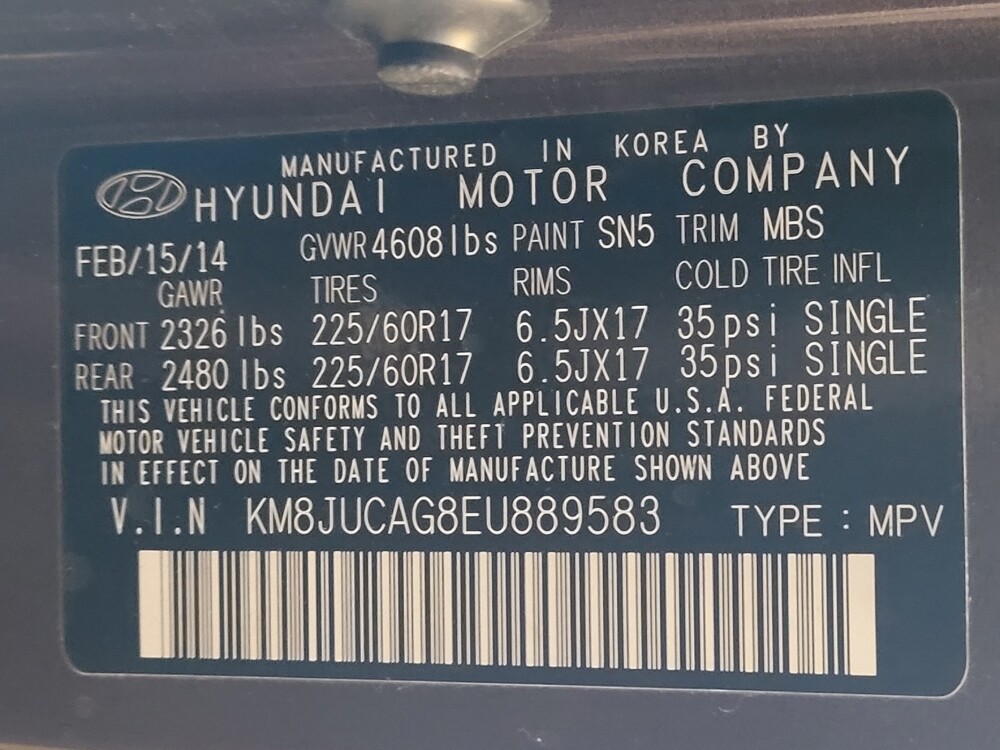 MANUFACTURED IN KOREA BY
HYUNDAI MOTOR COMPANY
FEB/15/14 GVWR 4608 lbs PAINT SN5 TRIM MBS
GAWR TIRES RIMS COLD TIRE INFL
FRONT 2326 lbs 225/60R17 6.5JX17 35psi SINGLE
REAR 2480 lbs 225/60R17 6.5JX17 35psi SINGLE
THIS VEHICLE CONFORMS TO ALL APPLICABLE U.S.A. FEDERAL
MOTOR VEHICLE SAFETY AND THEFT PREVENTION STANDARDS
IN EFFECT ON THE DATE OF MANUFACTURE SHOWN ABOVE
V.I.N KM8JUCAG8EU889583 TYPE : MPV